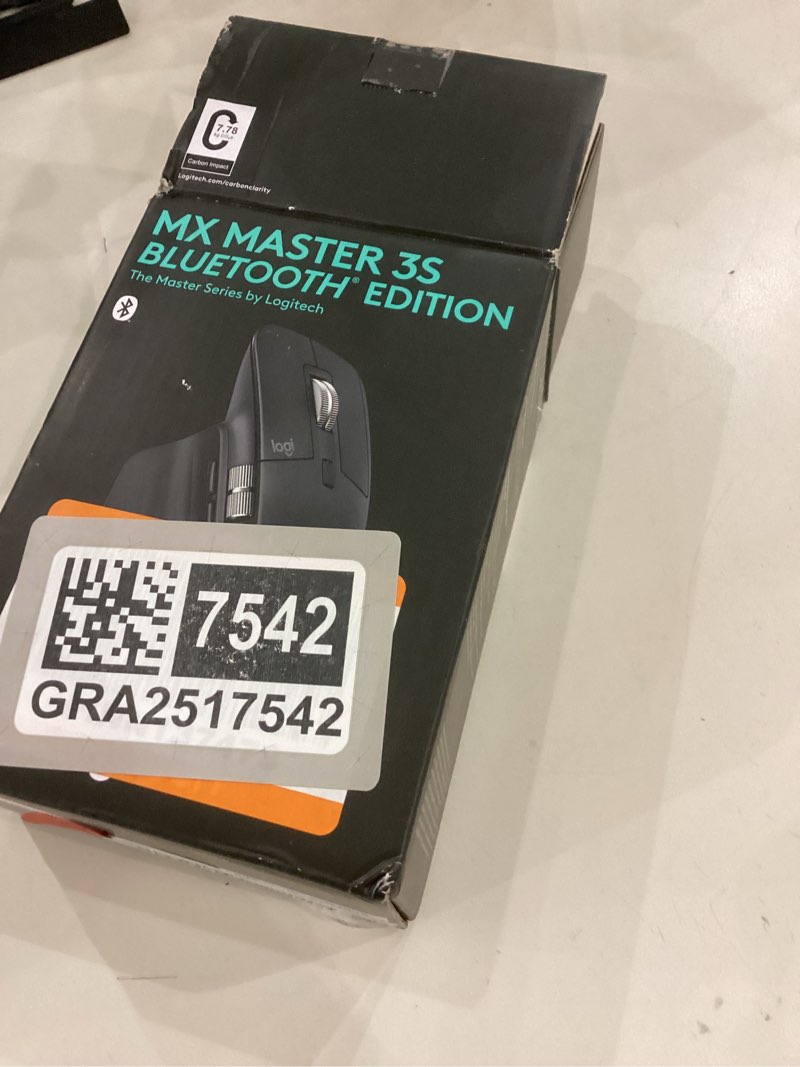 7.78
Carbon Impact
Logitech.com/carbonclarity
MX MASTER 3S
BLUETOOTH® EDITION
The Master Series by Logitech
logi
7542
GRA2517542